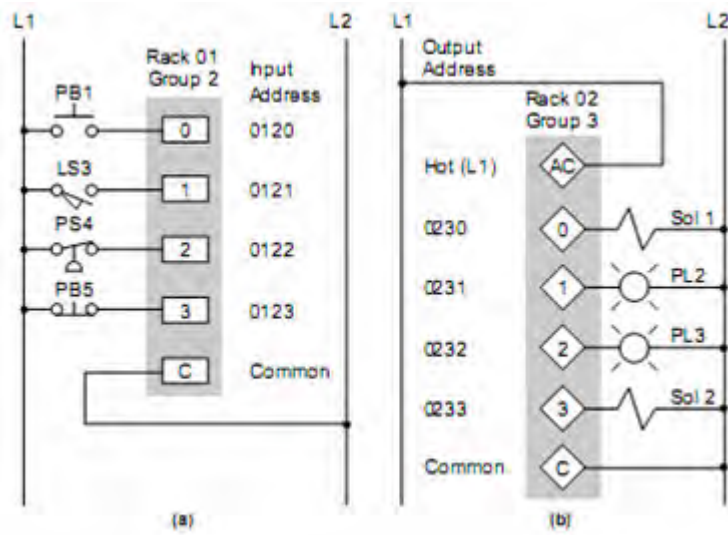 L1
L2
Rack 01
Group 2
Input
Address
PB1
0
0120
LS3
1
0121
PS4
2
0122
PB5
3
0123
C
Common
(a)
L1
L2
Output
Address
Rack 02
Group 3
Hot (L1)
AC
0230
0
Sol 1
0231
1
PL2
0232
2
PL3
0233
3
Sol 2
Common
C
(b)